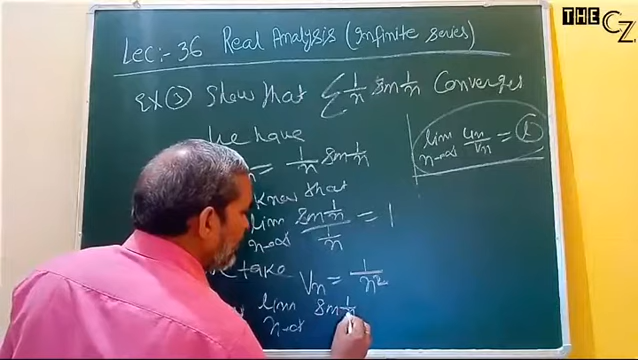 THE CZ.
Lec:- 36 Real Analysis (Infinite series)
EX ③ Show that Σ 1/n sin 1/n Converges
We have
= 1/n sin 1/n
lim n→∞ un/vn = l
know that
lim n→∞ sin 1/n / 1/n = 1
take Vn = 1/n²
lim n→∞ sin 1/n